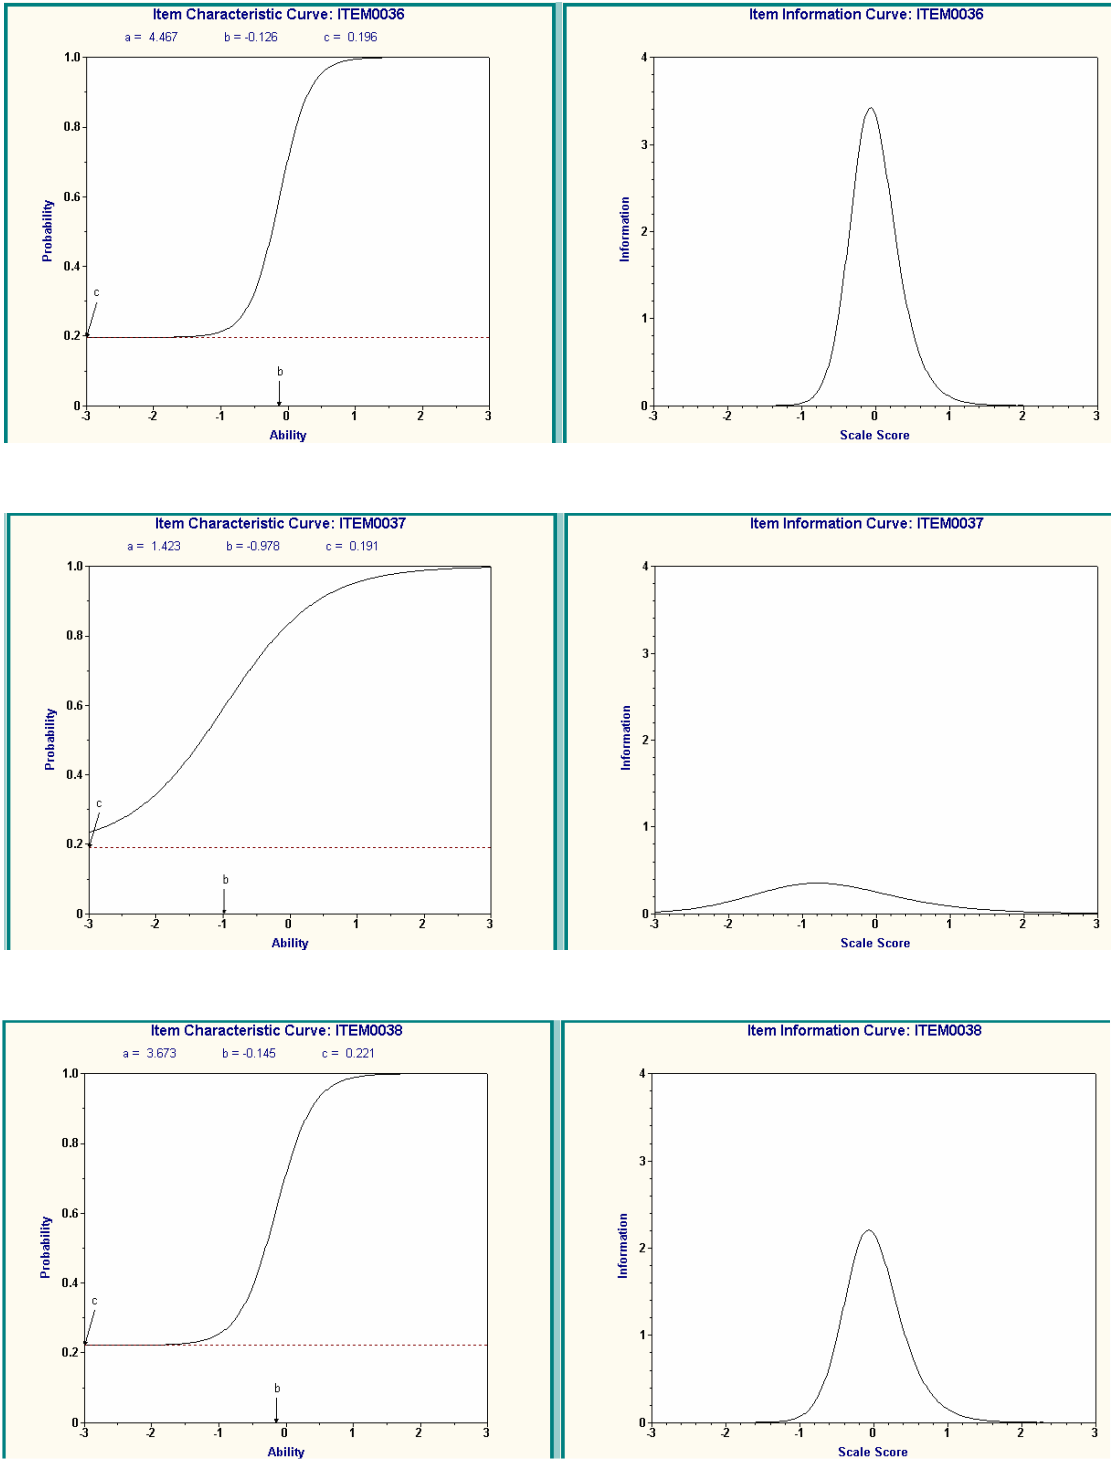 Item Characteristic Curve: ITEM0036
a = 4.467 b = -0.126 c = 0.196
1.0
0.8
0.6
0.4
0.2
0
Probability
c
b
-3 -2 -1 0 1 2 3
Ability
Item Information Curve: ITEM0036
4
3
2
1
0
Information
-3 -2 -1 0 1 2 3
Scale Score
Item Characteristic Curve: ITEM0037
a = 1.423 b = -0.978 c = 0.191
1.0
0.8
0.6
0.4
0.2
0
Probability
c
b
-3 -2 -1 0 1 2 3
Ability
Item Information Curve: ITEM0037
4
3
2
1
0
Information
-3 -2 -1 0 1 2 3
Scale Score
Item Characteristic Curve: ITEM0038
a = 3.673 b = -0.145 c = 0.221
1.0
0.8
0.6
0.4
0.2
0
Probability
c
b
-3 -2 -1 0 1 2 3
Ability
Item Information Curve: ITEM0038
4
3
2
1
0
Information
-3 -2 -1 0 1 2 3
Scale Score